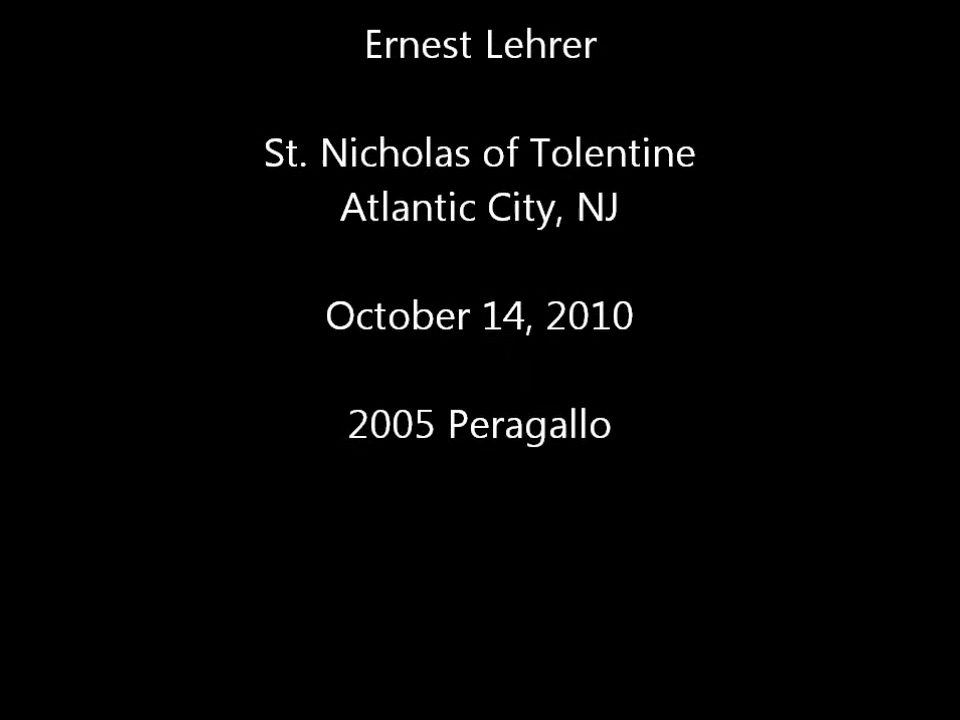 Ernest Lehrer
St. Nicholas of Tolentine
Atlantic City, NJ
October 14, 2010
2005 Peragallo